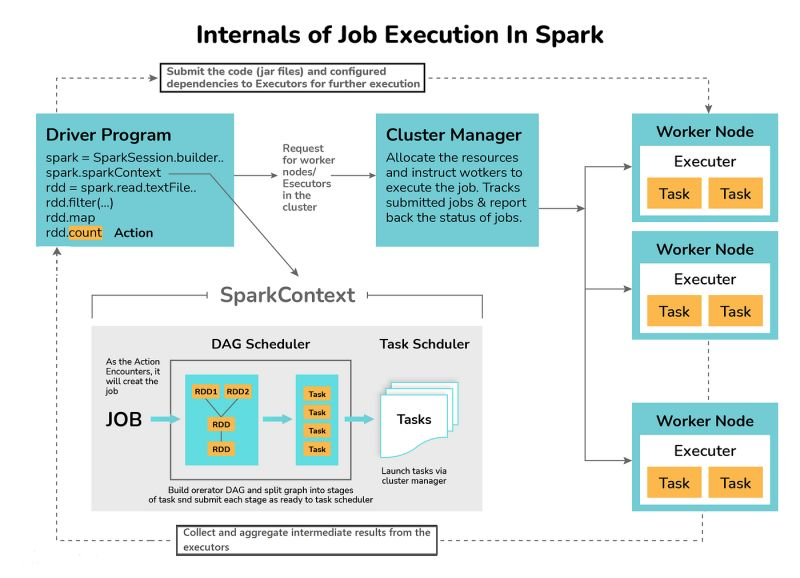 Internals of Job Execution In Spark
Submit the code (jar files) and configured
dependencies to Executors for further execution
Driver Program
spark = SparkSession.builder..
spark.sparkContext
rdd = spark.read.textFile..
rdd.filter(...)
rdd.map
rdd.count Action
Request
for worker
nodes/
Esecutors
in the
cluster
Cluster Manager
Allocate the resources
and instruct wotkers to
execute the job. Tracks
submitted jobs & report
back the status of jobs.
Worker Node
Executer
Task Task
Worker Node
Executer
Task Task
Worker Node
Executer
Task Task
SparkContext
DAG Scheduler
Task Schduler
As the Action
Encounters, it
will creat the
job
JOB
RDD1 RDD2
RDD
RDD
Task
Task
Task
Task
Tasks
Launch tasks via
cluster manager
Build orerator DAG and split graph into stages
of task snd submit each stage as ready to task scheduler
Collect and aggregate intermediate results from the
executors